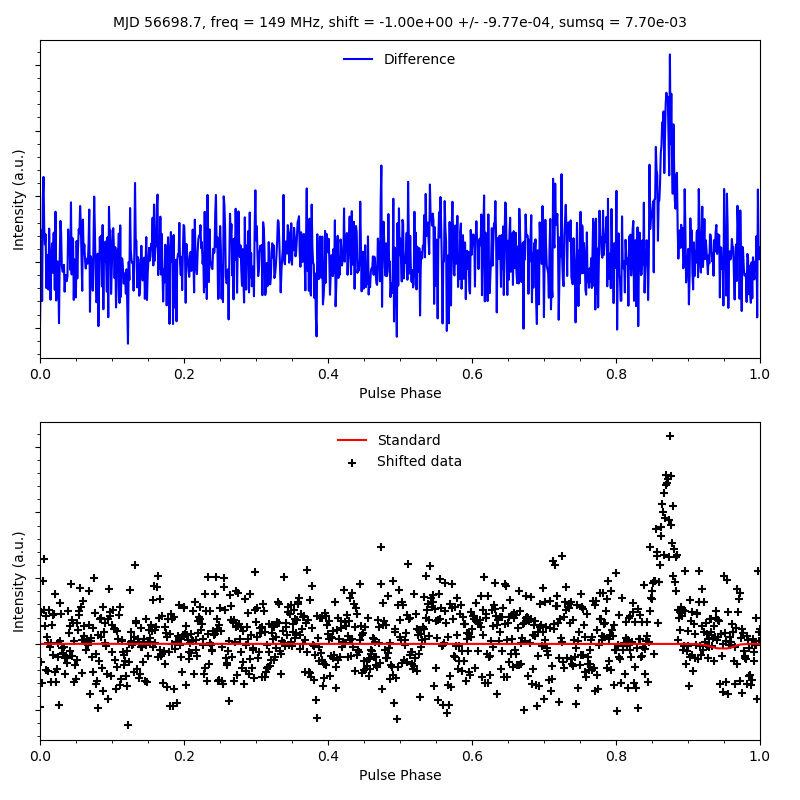 MJD 56698.7, freq = 149 MHz, shift = -1.00e+00 +/- -9.77e-04, sumsq = 7.70e-03
Difference
Intensity (a.u.)
0.0 0.2 0.4 0.6 0.8 1.0
Pulse Phase
Standard
Shifted data
Intensity (a.u.)
0.0 0.2 0.4 0.6 0.8 1.0
Pulse Phase